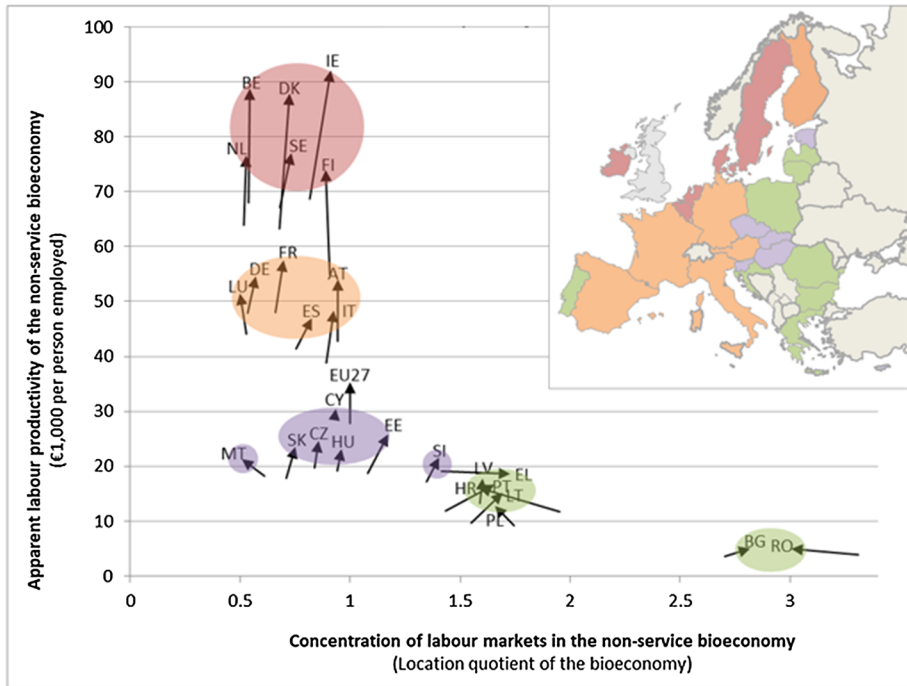 Apparent labour productivity of the non-service bioeconomy
(€1,000 per person employed)
100
90
80
70
60
50
40
30
20
10
0
IE
BE
DK
NL
SE
FI
FR
DE
AT
LU
ES
IT
EU27
CY
EE
SK
CZ
HU
MT
SI
LV
EL
HR
PT
LT
PL
BG
RO
0
0.5
1
1.5
2
2.5
3
Concentration of labour markets in the non-service bioeconomy
(Location quotient of the bioeconomy)